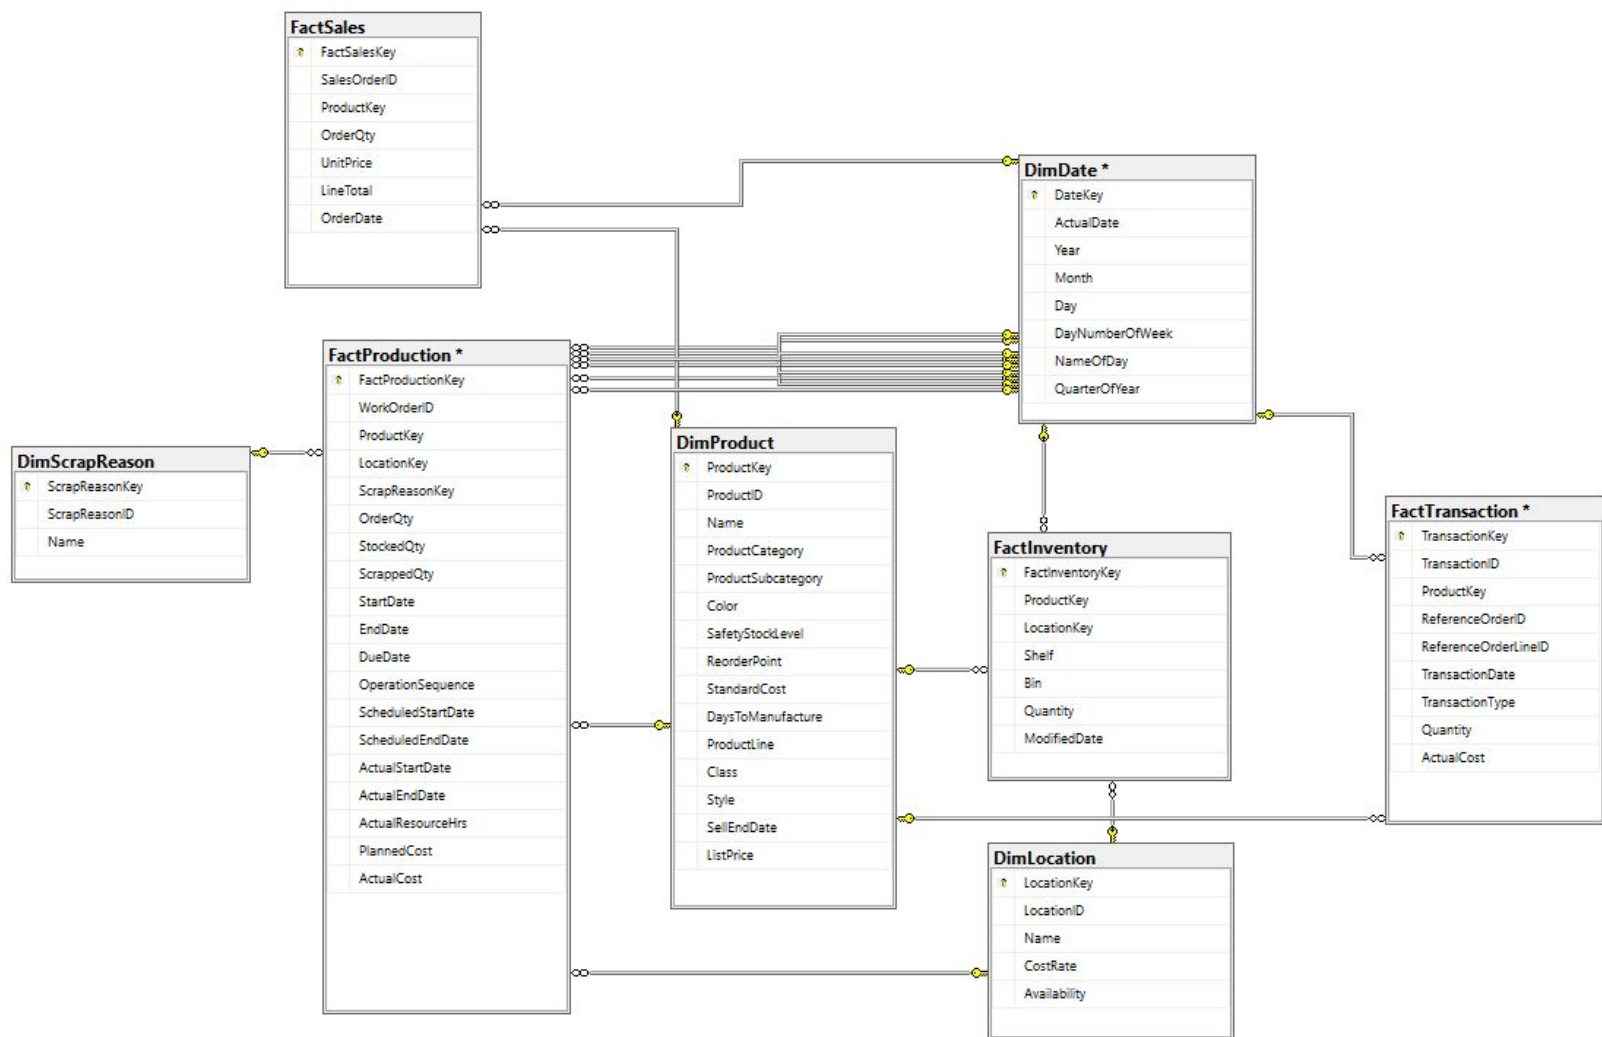 FactSales
FactSalesKey
SalesOrderID
ProductKey
OrderQty
UnitPrice
LineTotal
OrderDate
DimDate *
DateKey
ActualDate
Year
Month
Day
DayNumberOfWeek
NameOfDay
QuarterOfYear
FactProduction *
FactProductionKey
WorkOrderID
ProductKey
LocationKey
ScrapReasonKey
OrderQty
StockedQty
ScrappedQty
StartDate
EndDate
DueDate
OperationSequence
ScheduledStartDate
ScheduledEndDate
ActualStartDate
ActualEndDate
ActualResourceHrs
PlannedCost
ActualCost
DimScrapReason
ScrapReasonKey
ScrapReasonID
Name
DimProduct
ProductKey
ProductID
Name
ProductCategory
ProductSubcategory
Color
SafetyStockLevel
ReorderPoint
StandardCost
DaysToManufacture
ProductLine
Class
Style
SellEndDate
ListPrice
FactInventory
FactInventoryKey
ProductKey
LocationKey
Shelf
Bin
Quantity
ModifiedDate
FactTransaction *
TransactionKey
TransactionID
ProductKey
ReferenceOrderID
ReferenceOrderLineID
TransactionDate
TransactionType
Quantity
ActualCost
DimLocation
LocationKey
LocationID
Name
CostRate
Availability